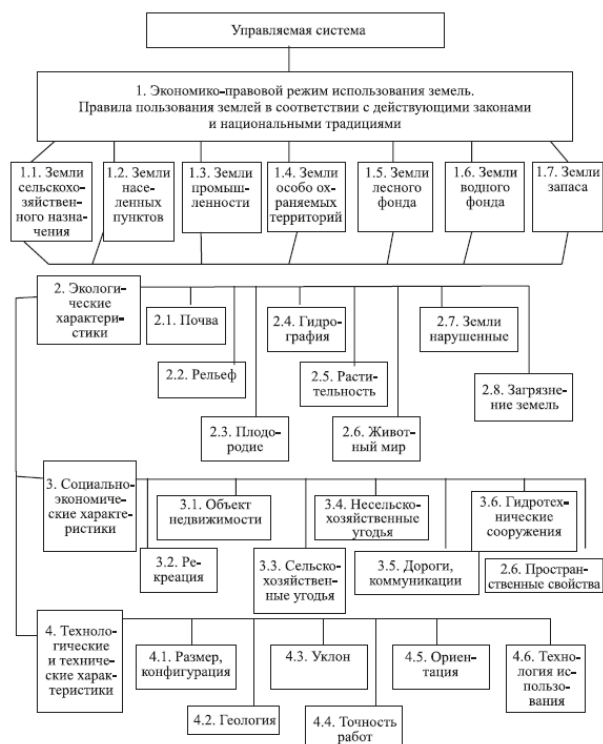 Управляемая система
1. Экономико-правовой режим использования земель.
Правила пользования землей в соответствии с действующими законами
и национальными традициями
1.1. Земли
сельскохо-
зяйствен-
ного назна-
чения
1.2. Земли
насе-
ленных
пунктов
1.3. Земли
промышлен-
ности
1.4. Земли
особо ох-
раняемых
территорий
1.5. Земли
лесного
фонда
1.6. Земли
водного
фонда
1.7. Земли
запаса
2. Экологи-
ческие
характери-
стики
2.1. Почва
2.2. Рельеф
2.3. Плодо-
родие
2.4. Гидро-
графия
2.5. Расти-
тельность
2.6. Живот-
ный мир
2.7. Земли
нарушенные
2.8. Загрязне-
ние земель
3. Социально-
экономиче-
ские характе-
ристики
3.1. Объект
недвижимости
3.2. Ре-
креация
3.3. Сельско-
хозяйствен-
ные угодья
3.4. Несельско-
хозяйственные
угодья
3.5. Дороги,
коммуникации
3.6. Гидротех-
нические
сооружения
2.6. Простран-
ственные свойства
4. Техноло-
гические
и техниче-
ские харак-
теристики
4.1. Размер,
конфигурация
4.2. Геология
4.3. Уклон
4.4. Точность
работ
4.5. Ориен-
тация
4.6. Техно-
логия ис-
пользова-
ния